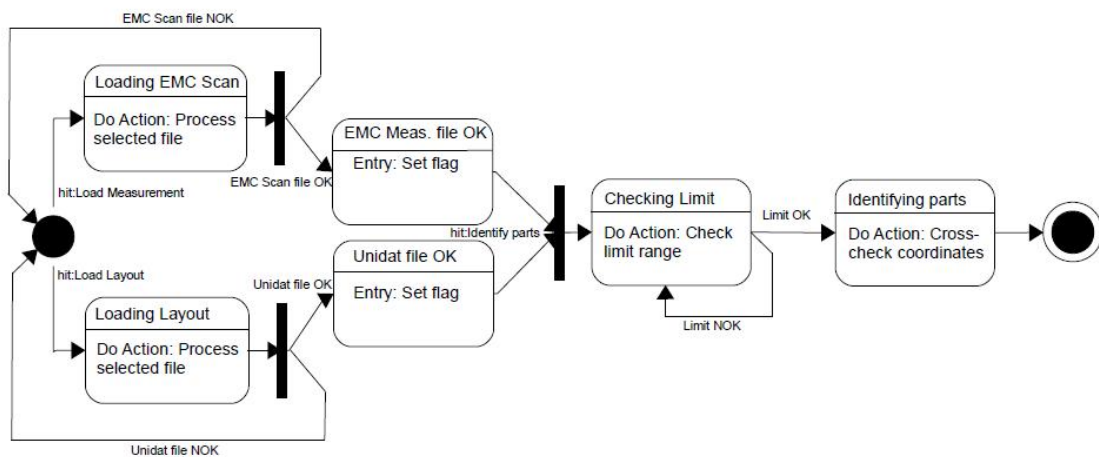 EMC Scan file NOK
Loading EMC Scan
Do Action: Process
selected file
EMC Meas. file OK
Entry: Set flag
EMC Scan file OK
hit:Load Measurement
Checking Limit
Do Action: Check
limit range
Limit OK
Identifying parts
Do Action: Cross-
check coordinates
hit:Identify parts
Unidat file OK
Entry: Set flag
hit:Load Layout
Unidat file OK
Loading Layout
Do Action: Process
selected file
Limit NOK
Unidat file NOK